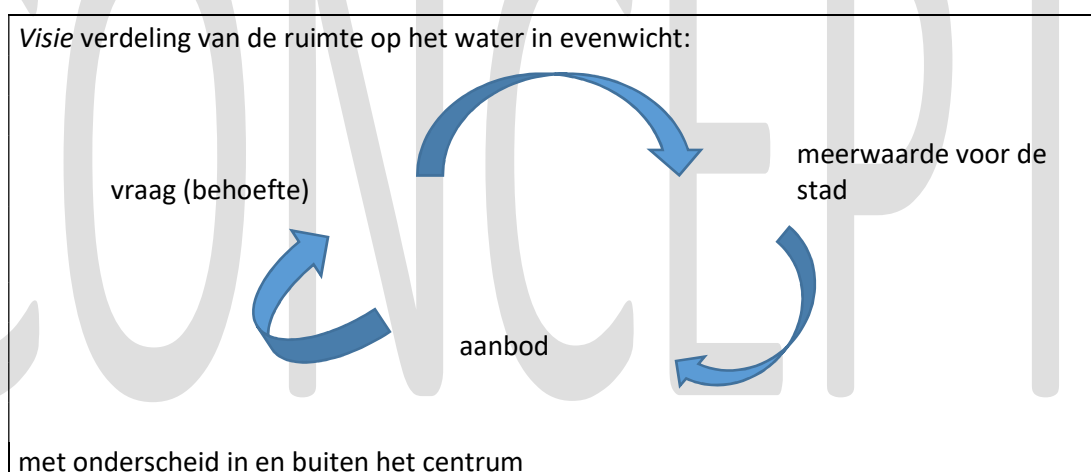 Visie verdeling van de ruimte op het water in evenwicht:
meerwaarde voor de
stad
vraag (behoefte)
aanbod
met onderscheid in en buiten het centrum
CONCEPT